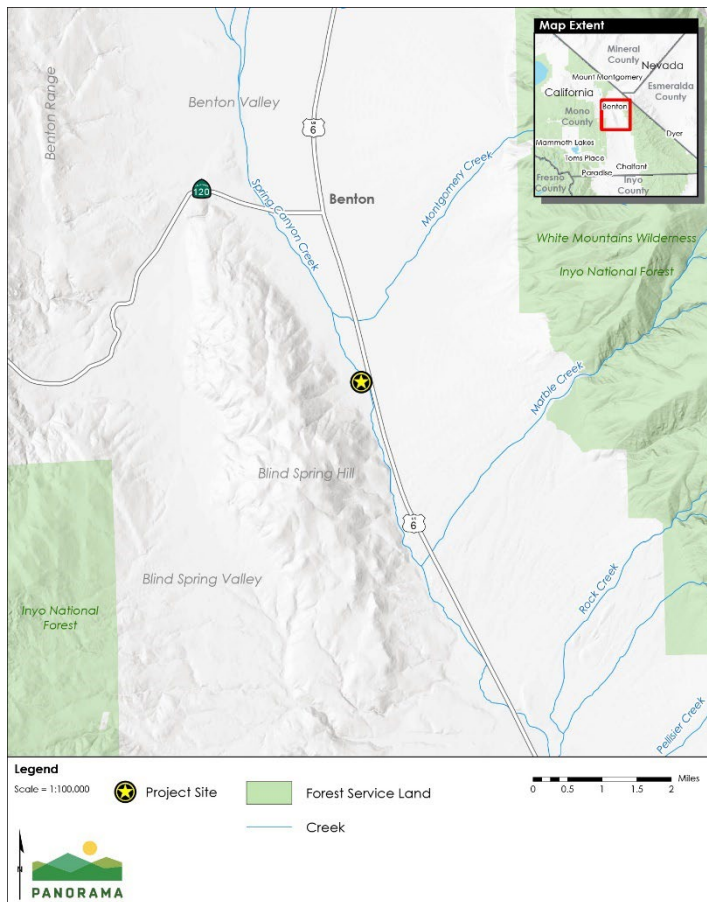 Map Extent
Mineral
County
Nevada
Mount Montgomery
California
Esmeralda
County
Benton
Mono
County
Dyer
Mammoth Lakes
Toms Place
Chalfant
Paradise
Fresno
County
Inyo
County
Benton Range
Benton Valley
US
6
120
Spring Canyon Creek
Benton
Montgomery Creek
White Mountains Wilderness
Inyo National Forest
Marble Creek
Blind Spring Hill
US
6
Blind Spring Valley
Rock Creek
Inyo National
Forest
Pellisier Creek
Legend
Scale = 1:100,000
Project Site
Forest Service Land
Creek
Miles
0 0.5 1 1.5 2
N
PANORAMA